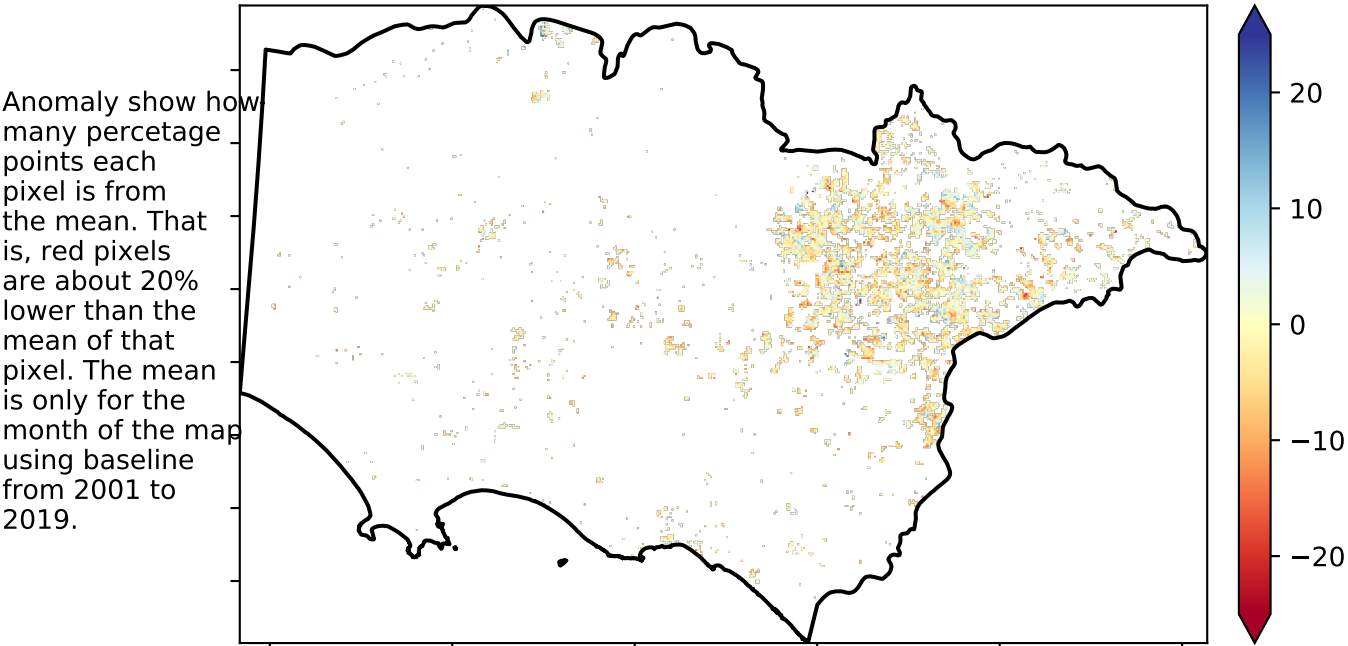 Anomaly show how
many percetage
points each
pixel is from
the mean. That
is, red pixels
are about 20%
lower than the
mean of that
pixel. The mean
is only for the
month of the map
using baseline
from 2001 to
2019.
20
10
0
−10
−20